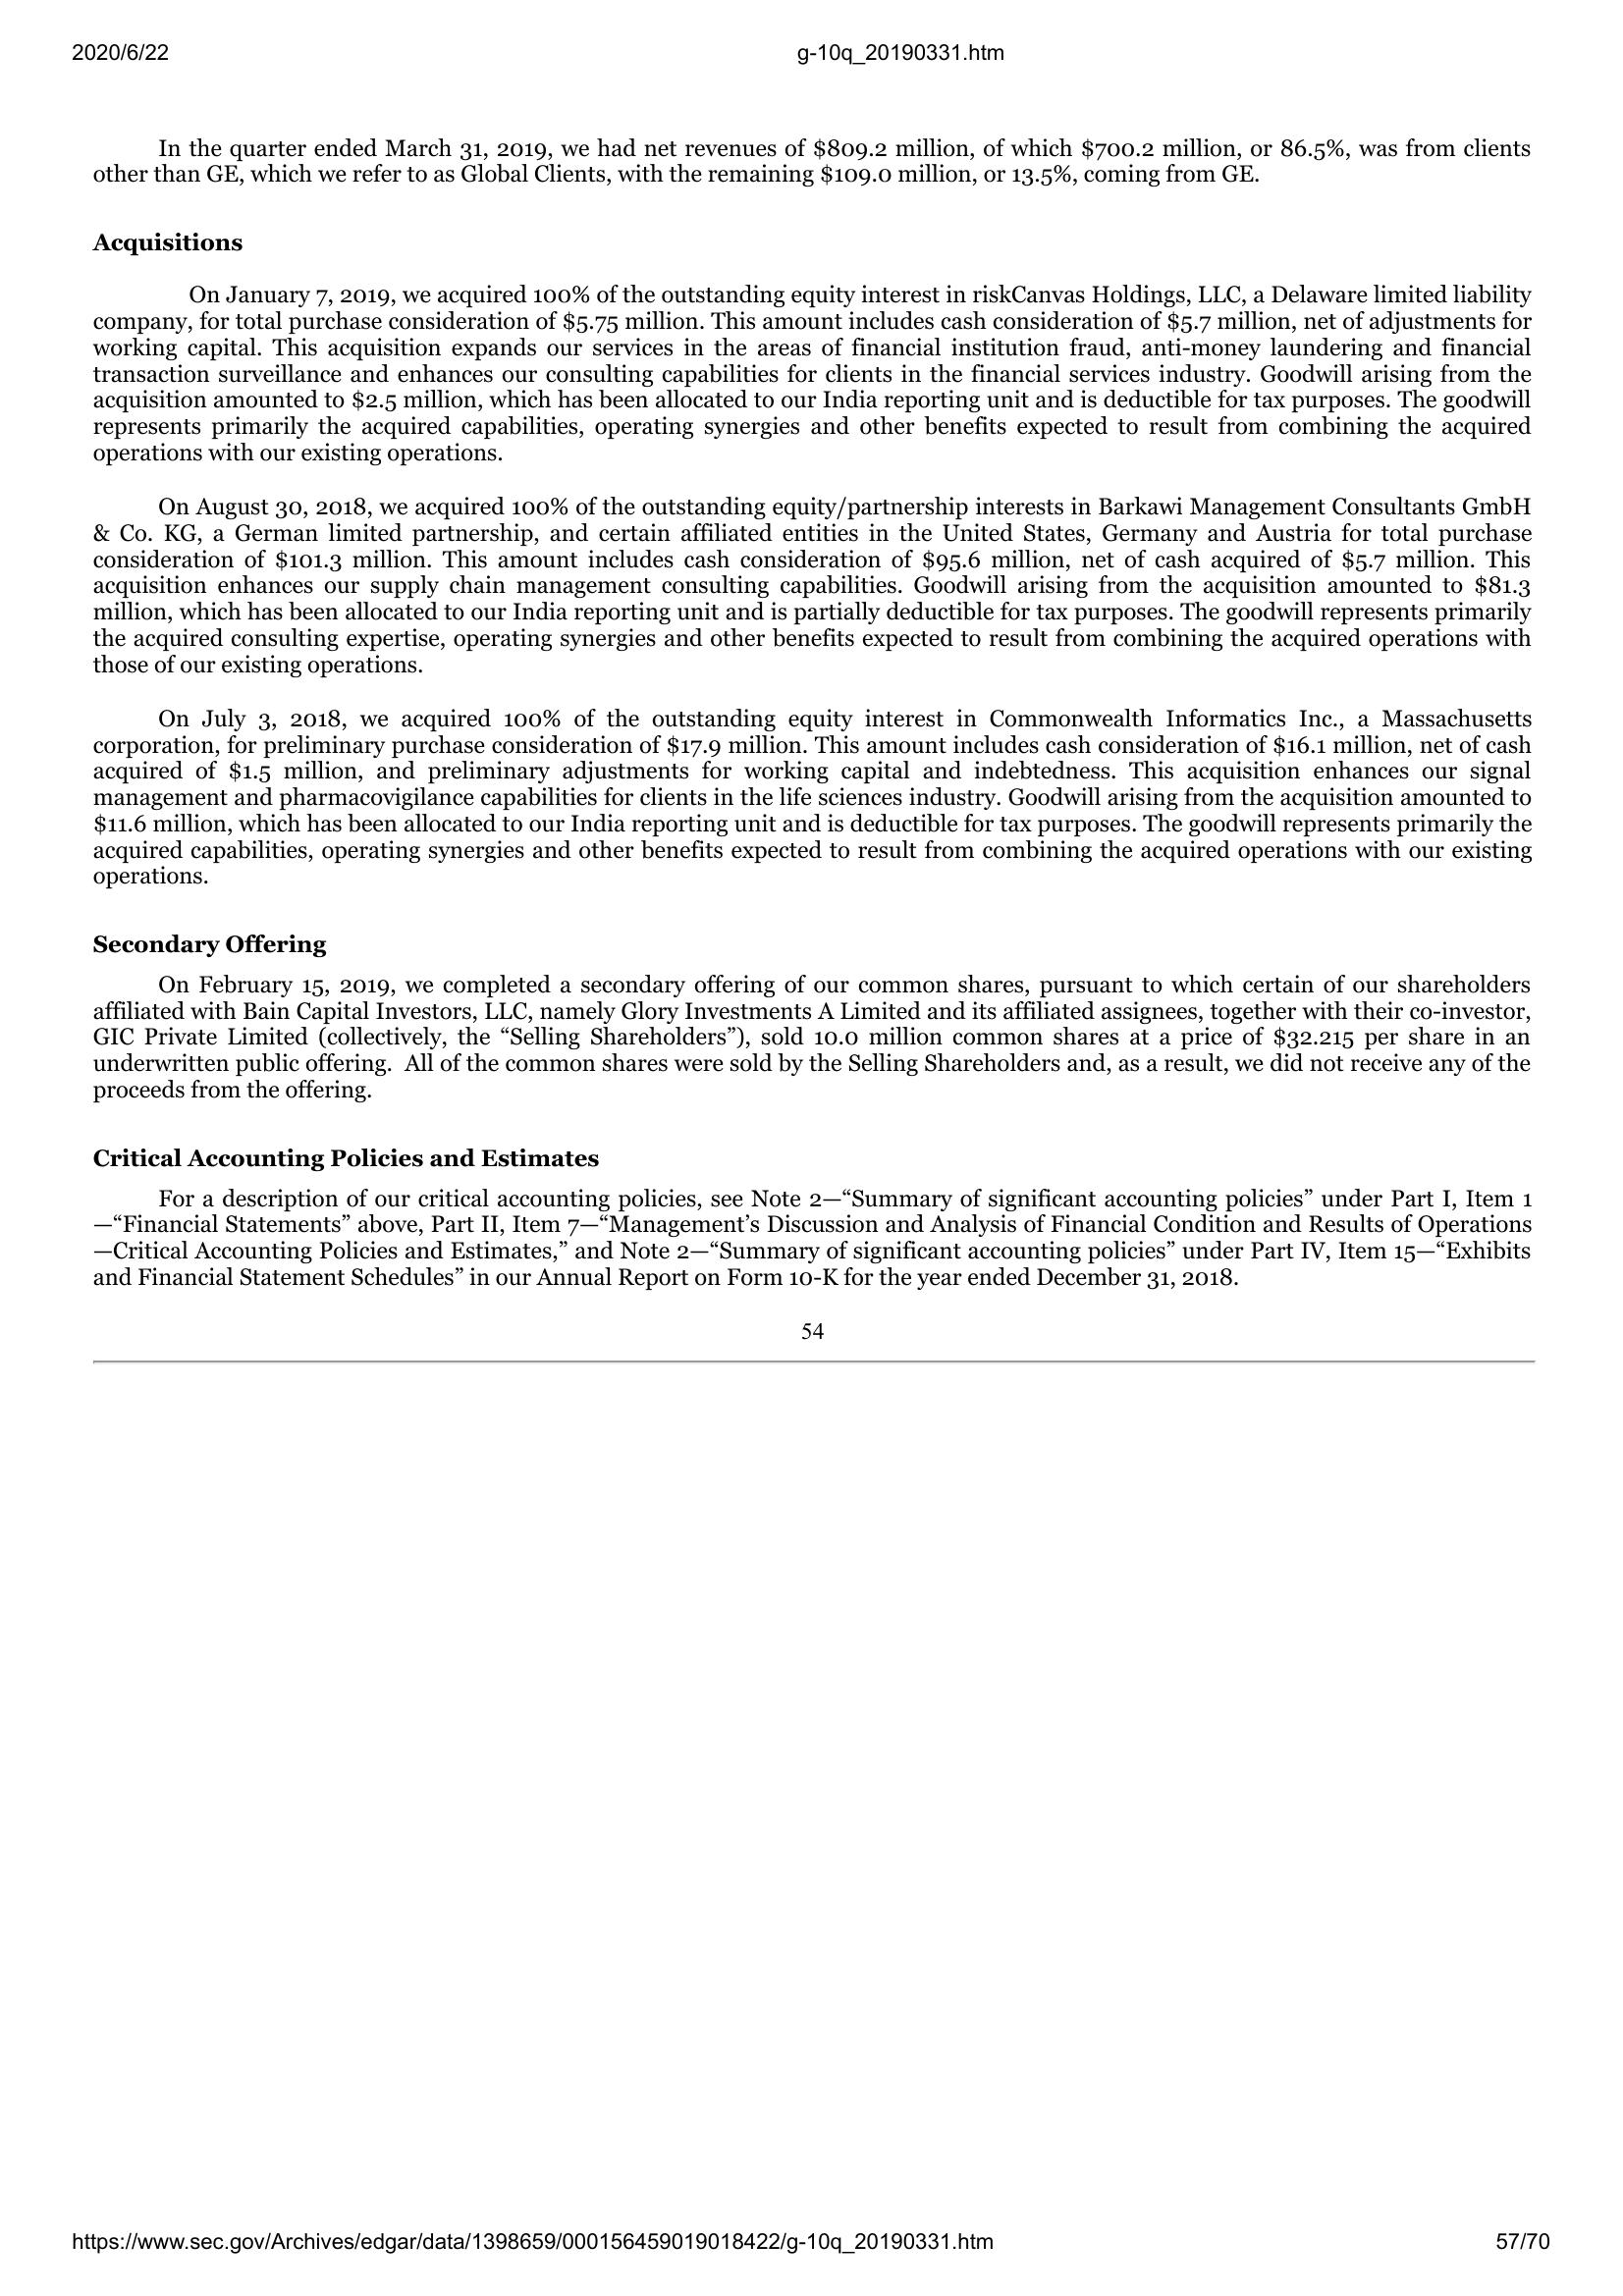 2020/6/22 g-10q_20190331.htm
In the quarter ended March 31, 2019, we had net revenues of $809.2 million, of which $700.2 million, or 86.5%, was from clients
other than GE, which we refer to as Global Clients, with the remaining $109.0 million, or 13.5%, coming from GE.
Acquisitions
On January 7, 2019, we acquired 100% of the outstanding equity interest in riskCanvas Holdings, LLC, a Delaware limited liability
company, for total purchase consideration of $5.75 million. This amount includes cash consideration of $5.7 million, net of adjustments for
working capital. This acquisition expands our services in the areas of financial institution fraud, anti-money laundering and financial
transaction surveillance and enhances our consulting capabilities for clients in the financial services industry. Goodwill arising from the
acquisition amounted to $2.5 million, which has been allocated to our India reporting unit and is deductible for tax purposes. The goodwill
represents primarily the acquired capabilities, operating synergies and other benefits expected to result from combining the acquired
operations with our existing operations.
On August 30, 2018, we acquired 100% of the outstanding equity/partnership interests in Barkawi Management Consultants GmbH
& Co. KG, a German limited partnership, and certain affiliated entities in the United States, Germany and Austria for total purchase
consideration of $101.3 million. This amount includes cash consideration of $95.6 million, net of cash acquired of $5.7 million. This
acquisition enhances our supply chain management consulting capabilities. Goodwill arising from the acquisition amounted to $81.3
million, which has been allocated to our India reporting unit and is partially deductible for tax purposes. The goodwill represents primarily
the acquired consulting expertise, operating synergies and other benefits expected to result from combining the acquired operations with
those of our existing operations.
On July 3, 2018, we acquired 100% of the outstanding equity interest in Commonwealth Informatics Inc., a Massachusetts
corporation, for preliminary purchase consideration of $17.9 million. This amount includes cash consideration of $16.1 million, net of cash
acquired of $1.5 million, and preliminary adjustments for working capital and indebtedness. This acquisition enhances our signal
management and pharmacovigilance capabilities for clients in the life sciences industry. Goodwill arising from the acquisition amounted to
$11.6 million, which has been allocated to our India reporting unit and is deductible for tax purposes. The goodwill represents primarily the
acquired capabilities, operating synergies and other benefits expected to result from combining the acquired operations with our existing
operations.
Secondary Offering
On February 15, 2019, we completed a secondary offering of our common shares, pursuant to which certain of our shareholders
affiliated with Bain Capital Investors, LLC, namely Glory Investments A Limited and its affiliated assignees, together with their co-investor,
GIC Private Limited (collectively, the “Selling Shareholders”), sold 10.0 million common shares at a price of $32.215 per share in an
underwritten public offering. All of the common shares were sold by the Selling Shareholders and, as a result, we did not receive any of the
proceeds from the offering.
Critical Accounting Policies and Estimates
For a description of our critical accounting policies, see Note 2—“Summary of significant accounting policies” under Part I, Item 1
—“Financial Statements” above, Part II, Item 7—“Management’s Discussion and Analysis of Financial Condition and Results of Operations
—Critical Accounting Policies and Estimates,” and Note 2—“Summary of significant accounting policies” under Part IV, Item 15—“Exhibits
and Financial Statement Schedules” in our Annual Report on Form 10-K for the year ended December 31, 2018.
54
https://www.sec.gov/Archives/edgar/data/1398659/000156459019018422/g-10q_20190331.htm 57/70